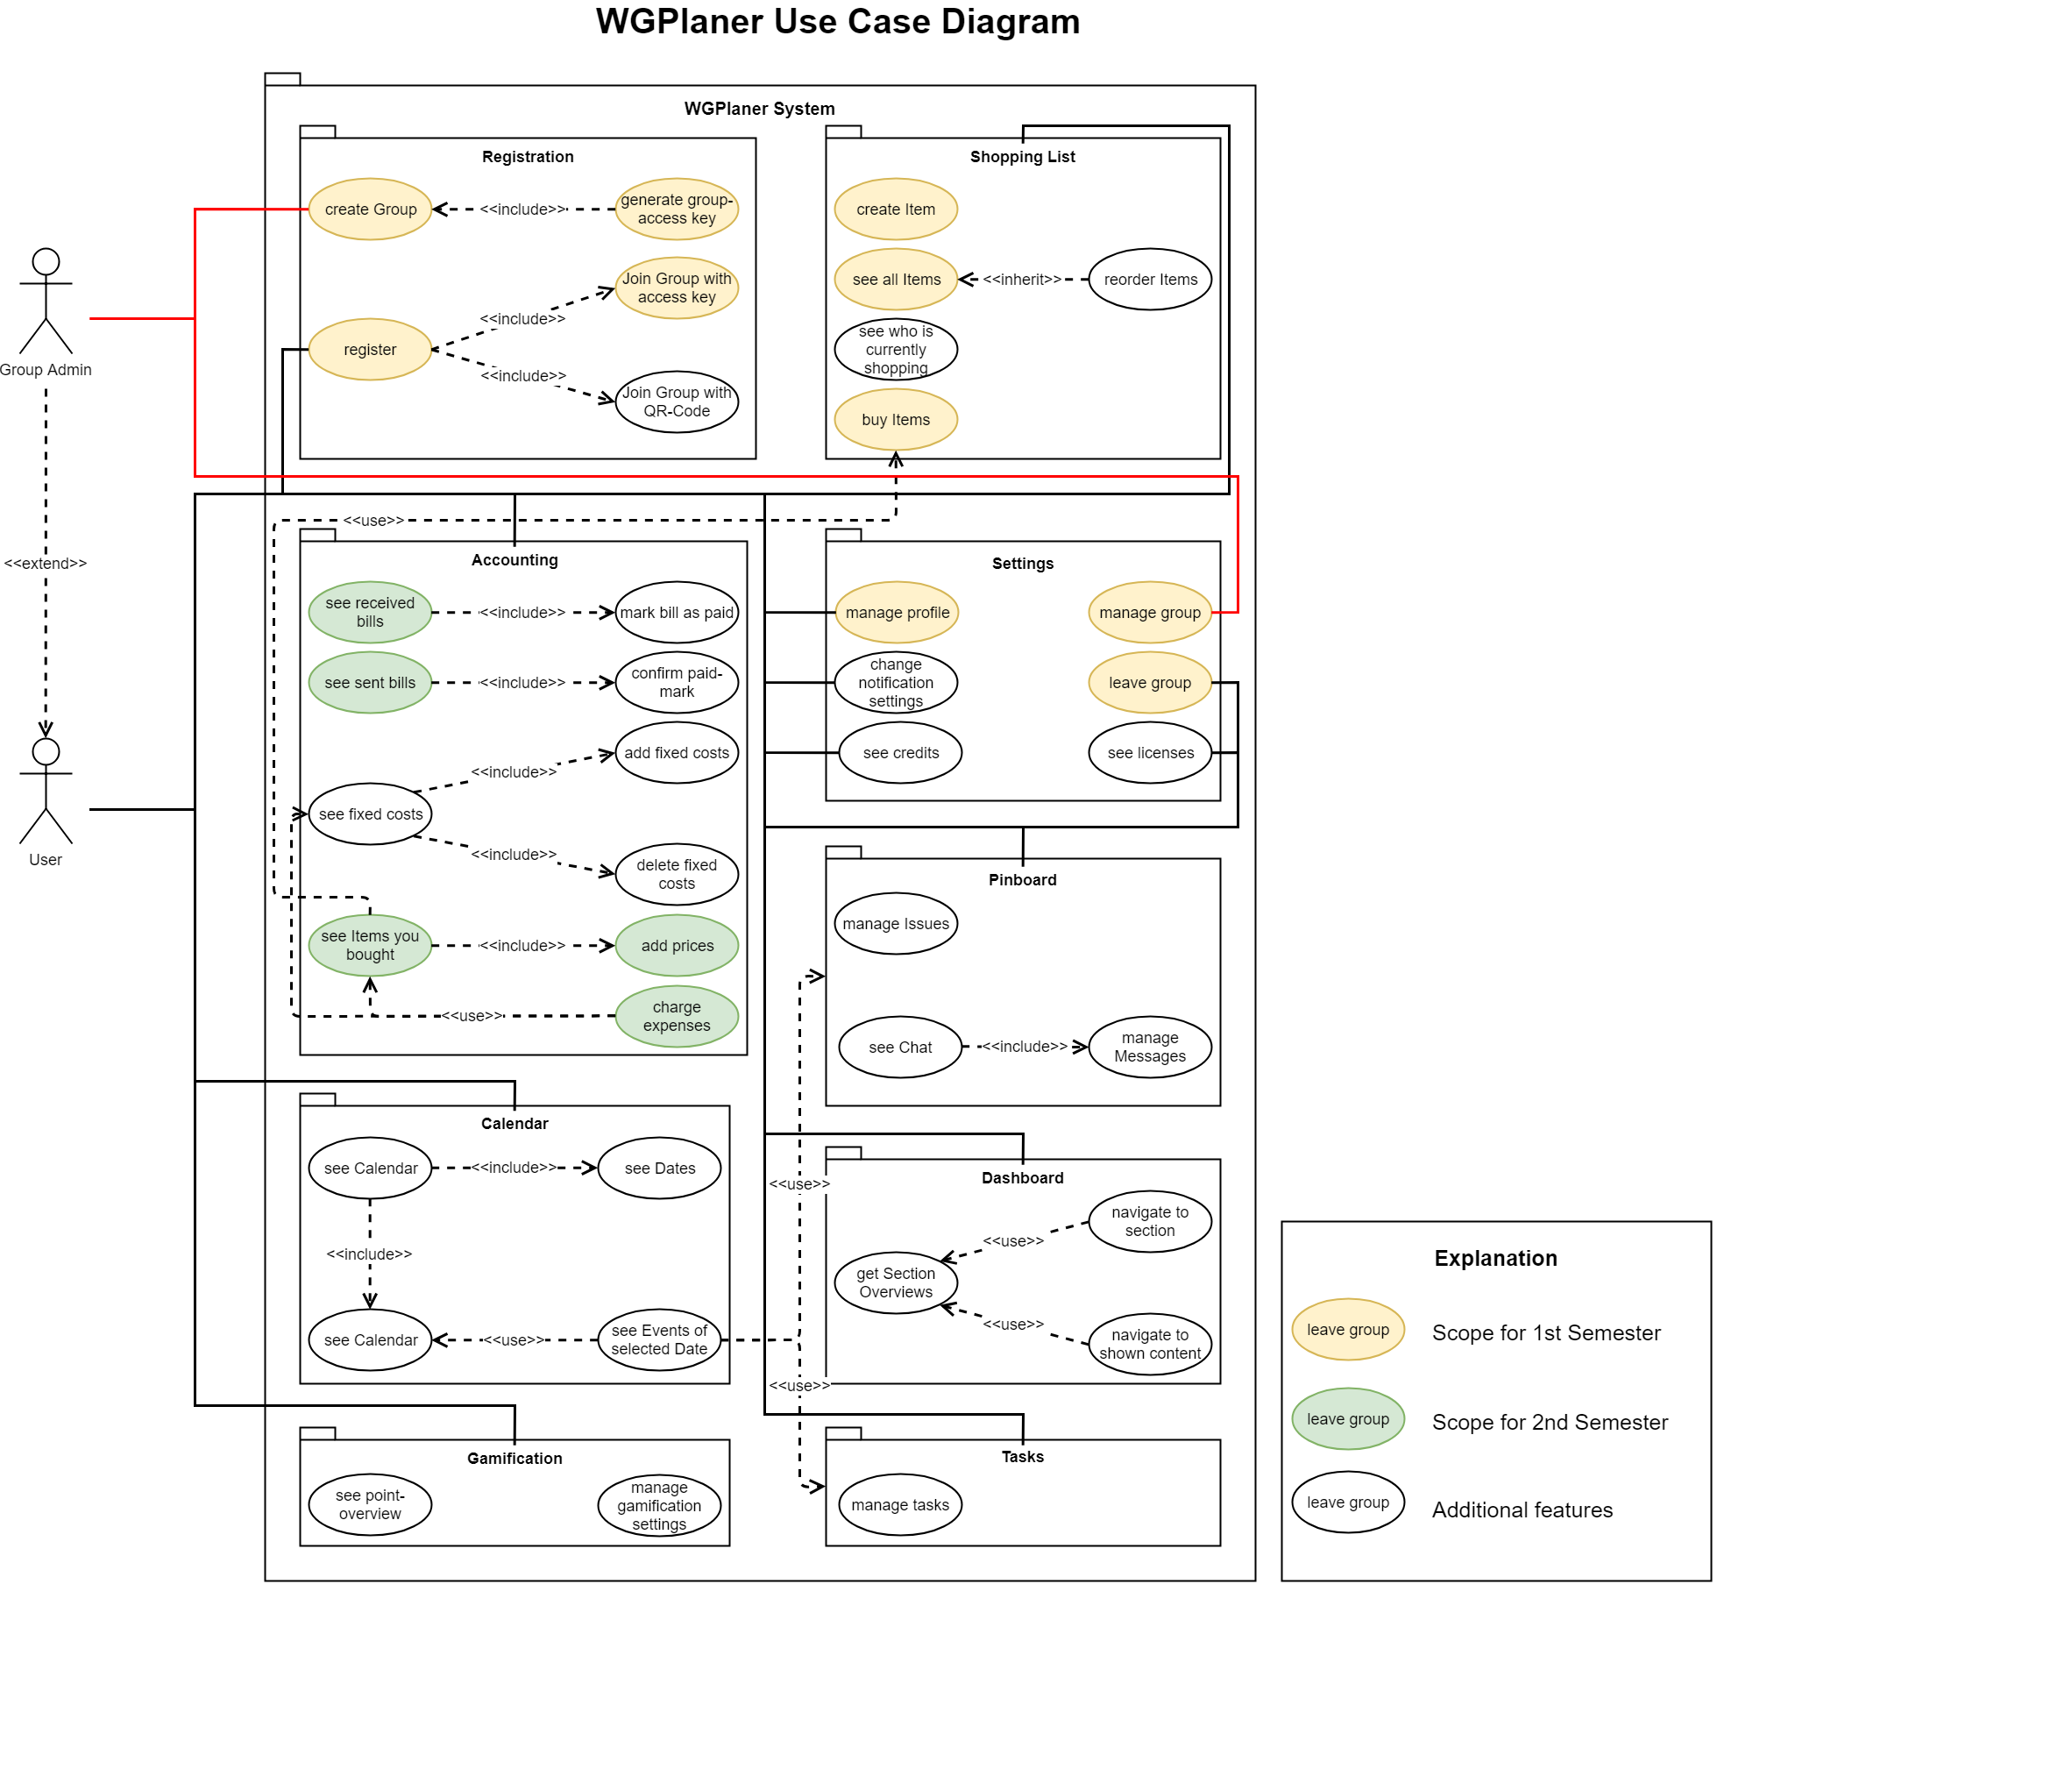 WGPlaner Use Case Diagram
WGPlaner System
Registration
create Group
<<include>>
generate group-
access key
Join Group with
access key
<<include>>
register
<<include>>
Join Group with
QR-Code
Shopping List
create Item
see all Items
<<inherit>>
reorder Items
see who is
currently
shopping
buy Items
Group Admin
<<extend>>
User
<<use>>
Accounting
see received
bills
<<include>>
mark bill as paid
see sent bills
<<include>>
confirm paid-
mark
add fixed costs
<<include>>
see fixed costs
<<include>>
delete fixed
costs
see Items you
bought
<<include>>
add prices
<<use>>
charge
expenses
Settings
manage profile
manage group
change
notification
settings
leave group
see credits
see licenses
Pinboard
manage Issues
see Chat
<<include>>
manage
Messages
Calendar
see Calendar
<<include>>
see Dates
<<include>>
see Calendar
<<use>>
see Events of
selected Date
<<use>>
<<use>>
Dashboard
navigate to
section
<<use>>
get Section
Overviews
<<use>>
navigate to
shown content
Gamification
see point-
overview
manage
gamification
settings
Tasks
manage tasks
Explanation
leave group
Scope for 1st Semester
leave group
Scope for 2nd Semester
leave group
Additional features